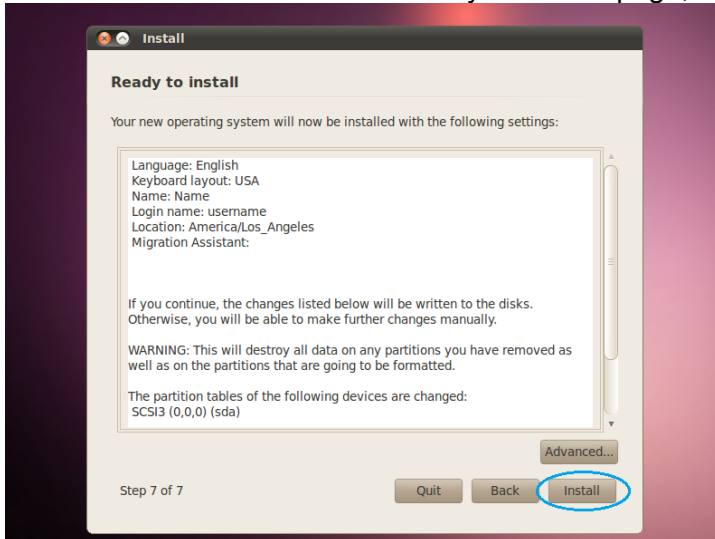 Install
Ready to install
Your new operating system will now be installed with the following settings:
Language: English
Keyboard layout: USA
Name: Name
Login name: username
Location: America/Los_Angeles
Migration Assistant:
If you continue, the changes listed below will be written to the disks.
Otherwise, you will be able to make further changes manually.
WARNING: This will destroy all data on any partitions you have removed as
well as on the partitions that are going to be formatted.
The partition tables of the following devices are changed:
SCSI3 (0,0,0) (sda)
Advanced...
Step 7 of 7
Quit
Back
Install